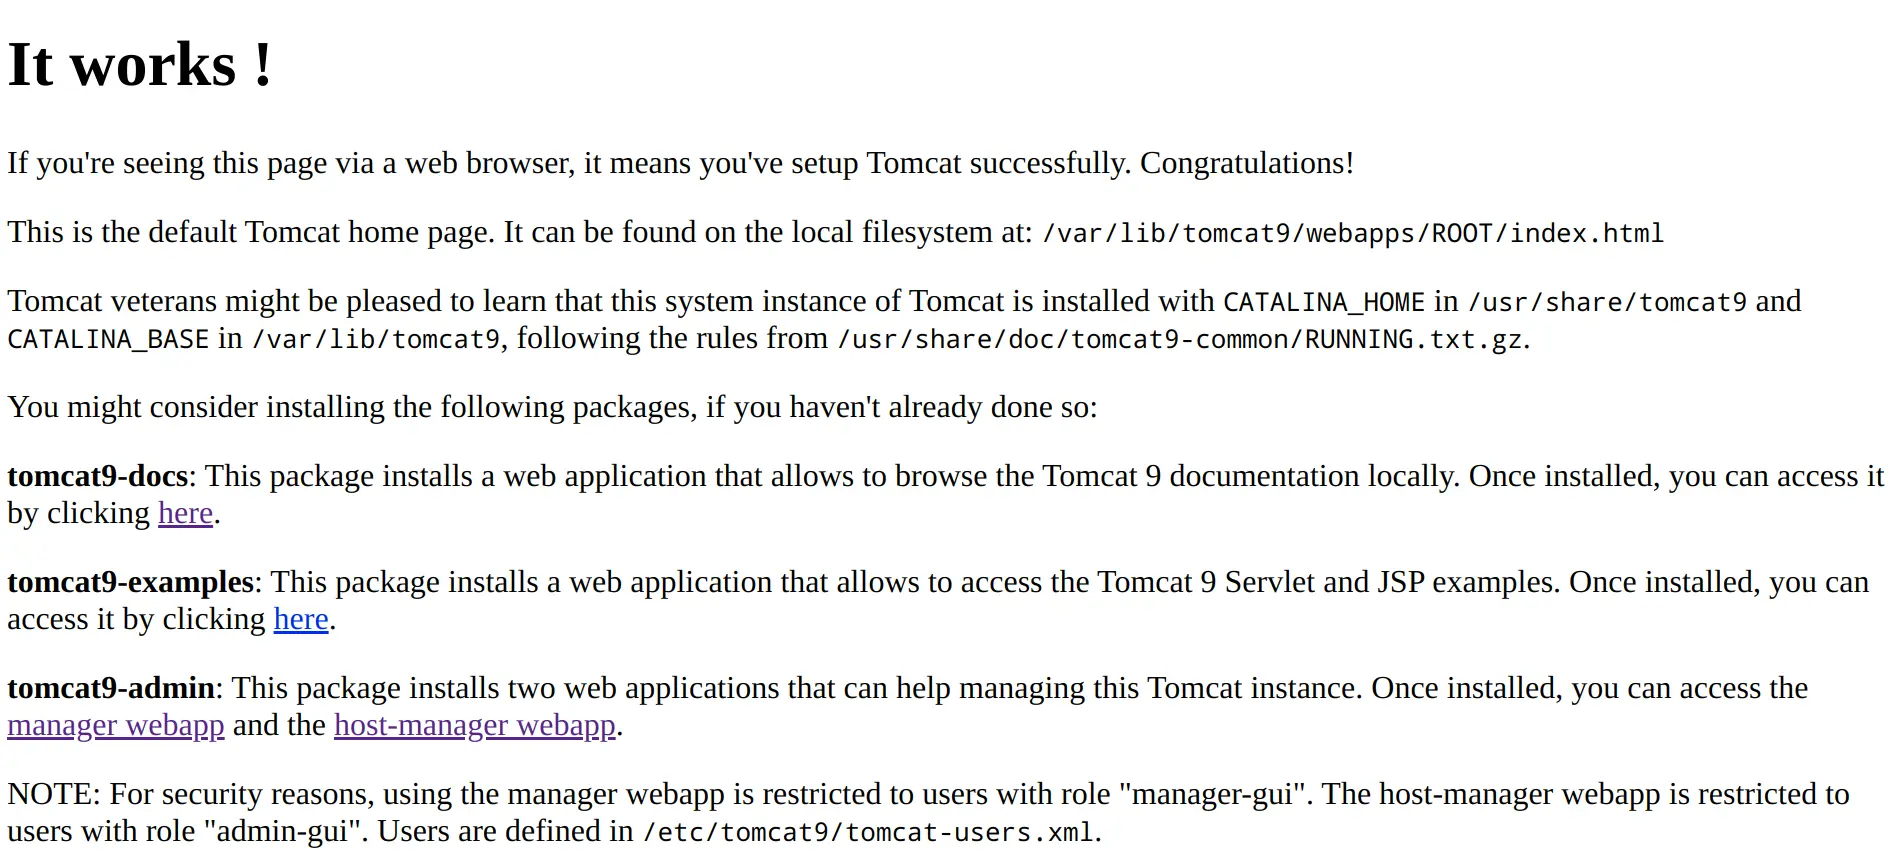 It works !
If you're seeing this page via a web browser, it means you've setup Tomcat successfully. Congratulations!
This is the default Tomcat home page. It can be found on the local filesystem at: /var/lib/tomcat9/webapps/ROOT/index.html
Tomcat veterans might be pleased to learn that this system instance of Tomcat is installed with CATALINA_HOME in /usr/share/tomcat9 and
CATALINA_BASE in /var/lib/tomcat9, following the rules from /usr/share/doc/tomcat9-common/RUNNING.txt.gz.
You might consider installing the following packages, if you haven't already done so:
tomcat9-docs: This package installs a web application that allows to browse the Tomcat 9 documentation locally. Once installed, you can access it
by clicking here.
tomcat9-examples: This package installs a web application that allows to access the Tomcat 9 Servlet and JSP examples. Once installed, you can
access it by clicking here.
tomcat9-admin: This package installs two web applications that can help managing this Tomcat instance. Once installed, you can access the
manager webapp and the host-manager webapp.
NOTE: For security reasons, using the manager webapp is restricted to users with role "manager-gui". The host-manager webapp is restricted to
users with role "admin-gui". Users are defined in /etc/tomcat9/tomcat-users.xml.